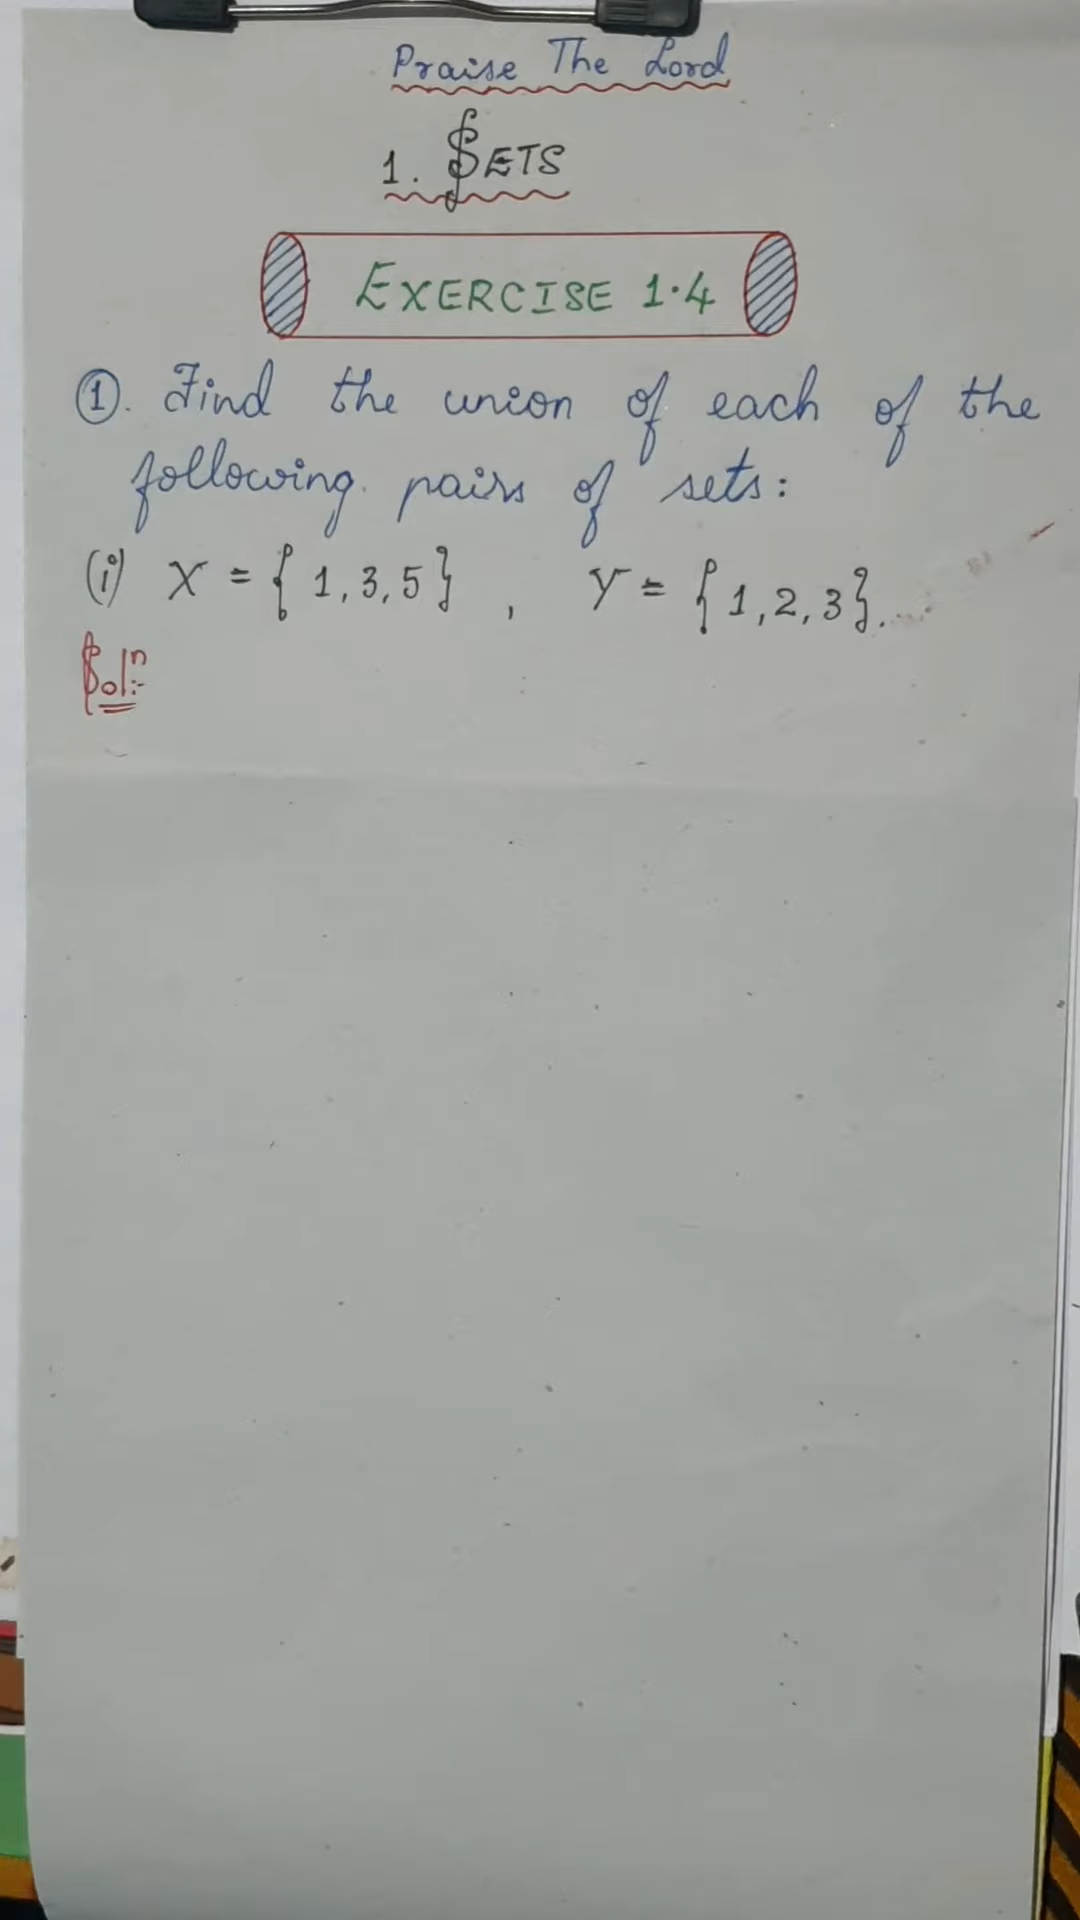 Praise The Lord
1. SETS
EXERCISE 1.4
①. Find the union of each of the
following pairs of sets:
(i) X = { 1, 3, 5 } , Y = { 1, 2, 3 }.
Solⁿ:-